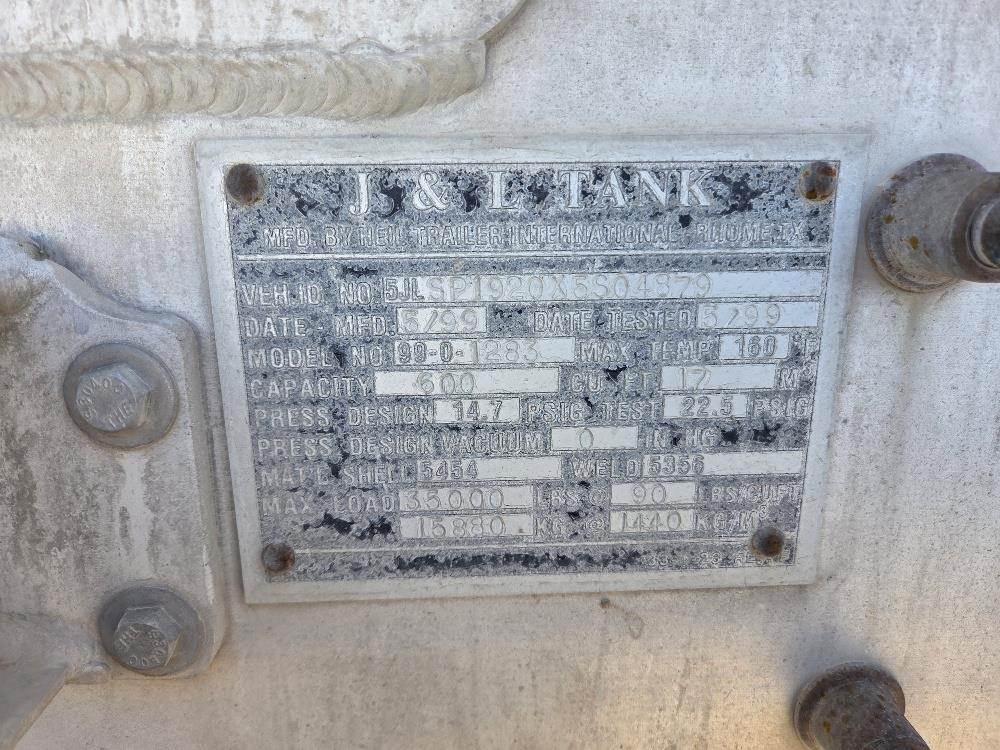 J & L TANK
MFD. BY HEIL TRAILER INTERNATIONAL, RHOME, TX
VEH. ID. NO. 5JLSP1920X5S04879
DATE - MFD. 5/99 DATE TESTED 5/99
MODEL NO. 99-0-1283 MAX. TEMP. 160 °F
CAPACITY 600 CU. FT. 17 M³
PRESS. DESIGN 14.7 PSIG. TEST 22.5 PSIG
PRESS. DESIGN VACUUM 0 IN. HG.
MAT'L SHELL 5454 WELD 5356
MAX. LOAD 35000 LBS @ 90 LBS/CU.FT.
15880 KG. @ 1440 KG/M³